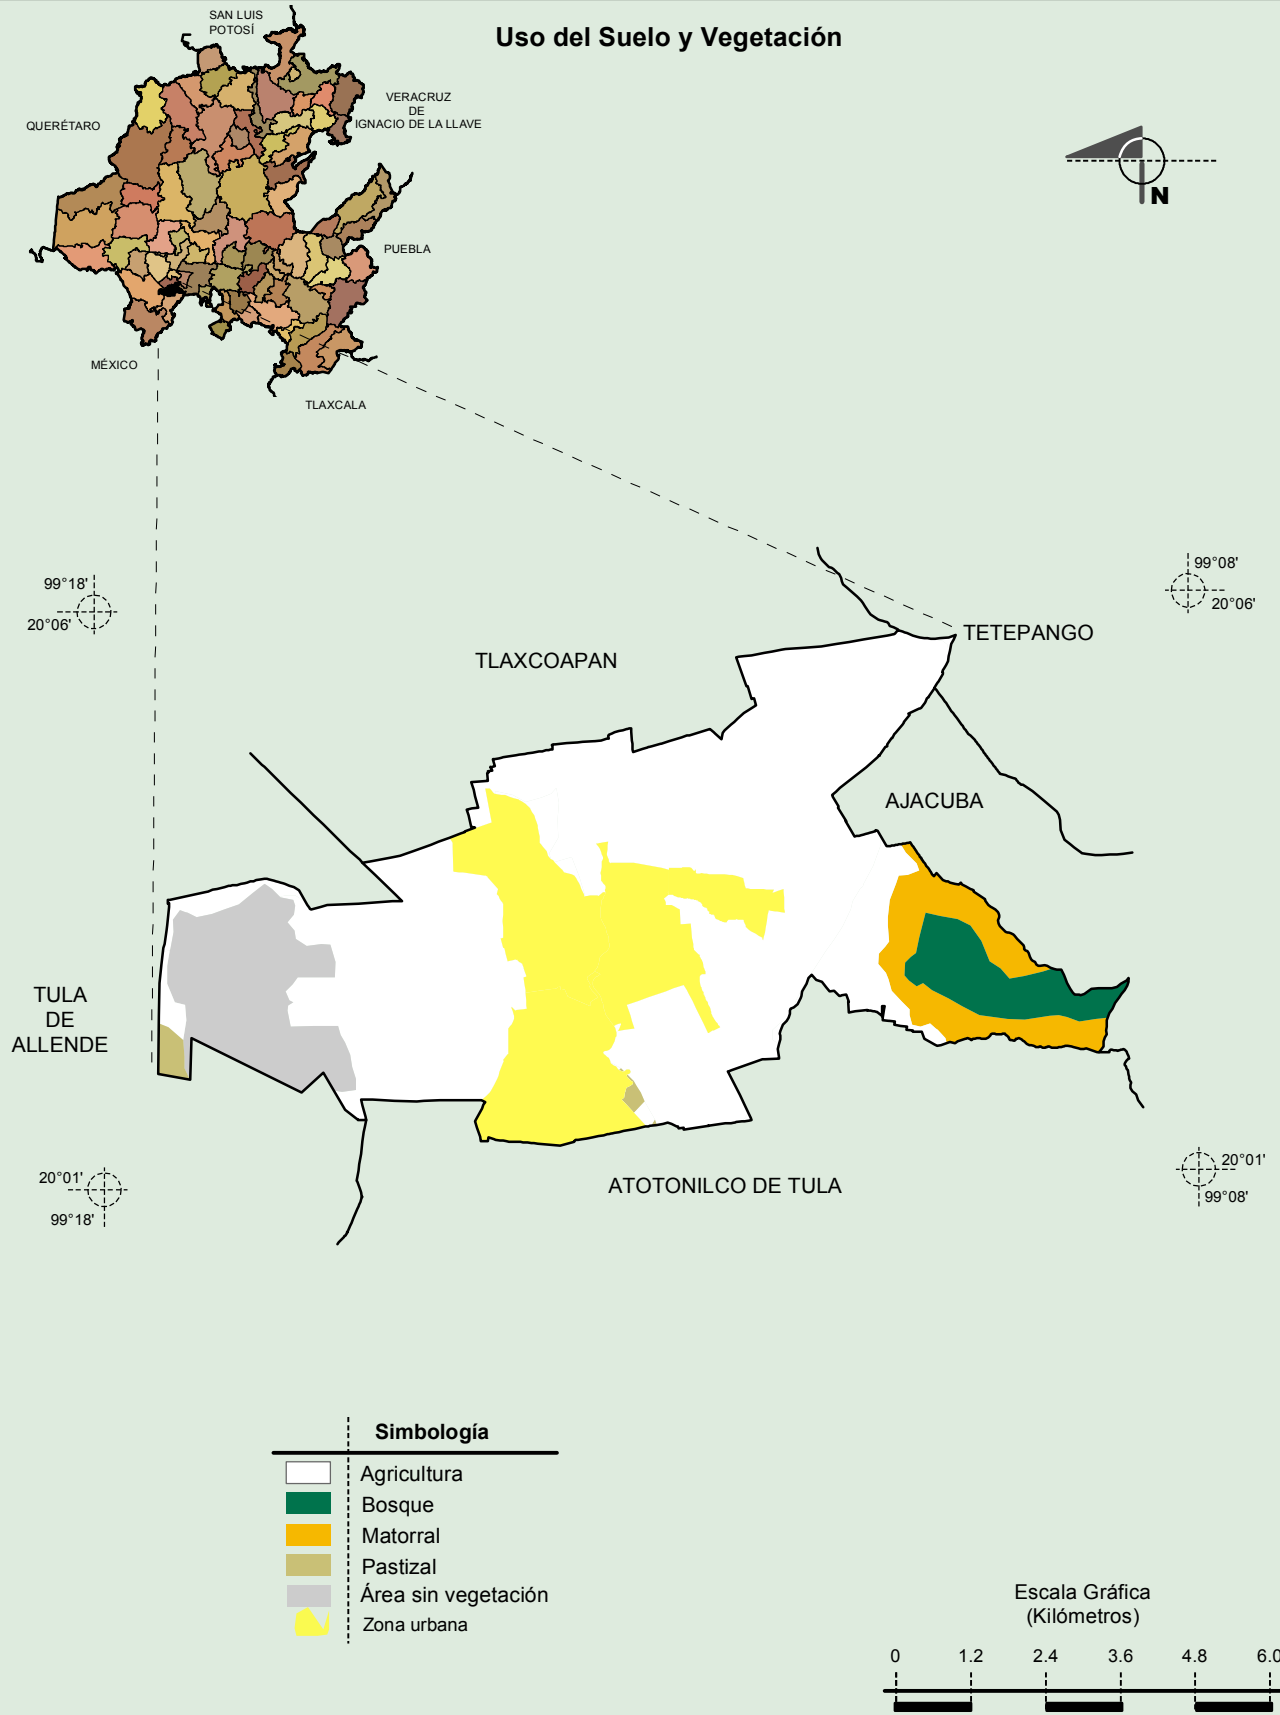 Uso del Suelo y Vegetación
SAN LUIS
POTOSÍ
QUERÉTARO
VERACRUZ
DE
IGNACIO DE LA LLAVE
PUEBLA
MÉXICO
TLAXCALA
N
99°18'
20°06'
99°08'
20°06'
TETEPANGO
TLAXCOAPAN
AJACUBA
TULA
DE
ALLENDE
ATOTONILCO DE TULA
20°01'
99°18'
20°01'
99°08'
Simbología
Agricultura
Bosque
Matorral
Pastizal
Área sin vegetación
Zona urbana
Escala Gráfica
(Kilómetros)
0 1.2 2.4 3.6 4.8 6.0